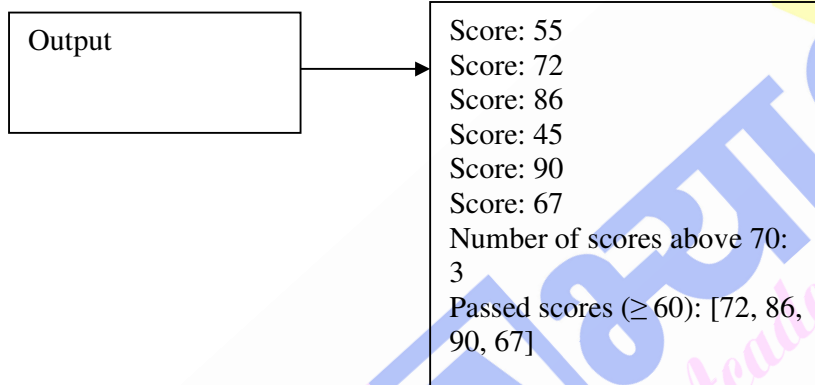 Output
Score: 55
Score: 72
Score: 86
Score: 45
Score: 90
Score: 67
Number of scores above 70:
3
Passed scores (≥ 60): [72, 86,
90, 67]